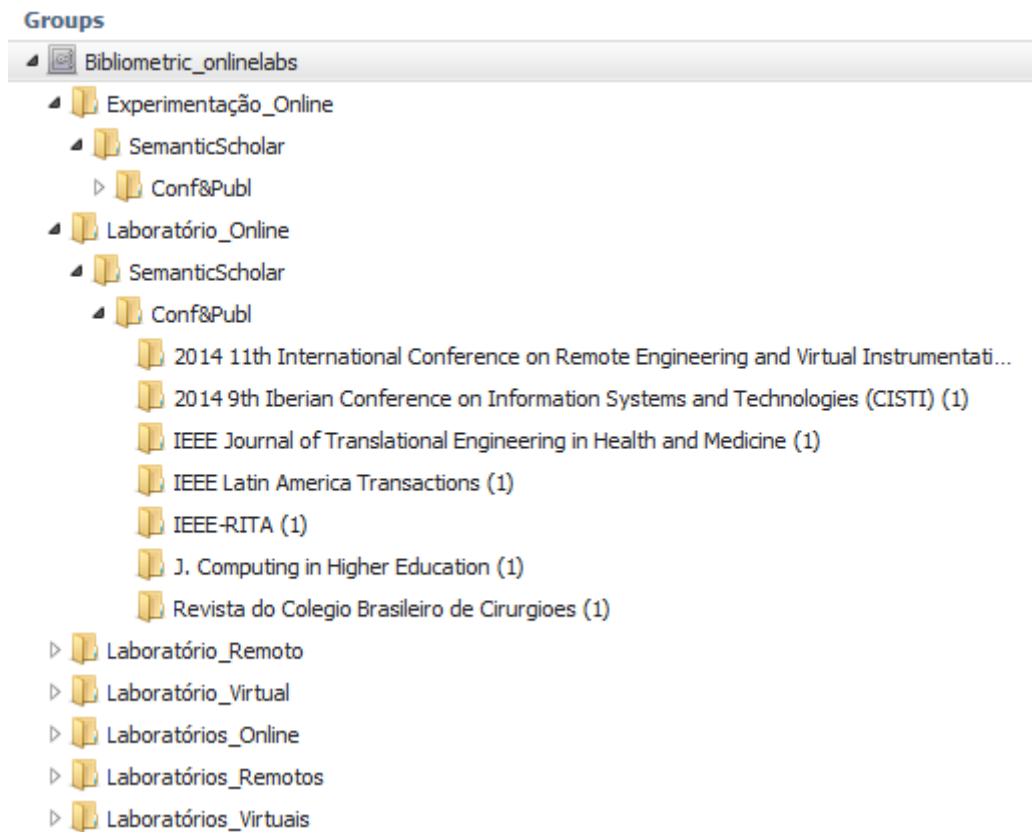 Groups
Bibliometric_onlinelabs
Experimentação_Online
SemanticScholar
Conf&Publ
Laboratório_Online
SemanticScholar
Conf&Publ
2014 11th International Conference on Remote Engineering and Virtual Instrumentati...
2014 9th Iberian Conference on Information Systems and Technologies (CISTI) (1)
IEEE Journal of Translational Engineering in Health and Medicine (1)
IEEE Latin America Transactions (1)
IEEE-RITA (1)
J. Computing in Higher Education (1)
Revista do Colegio Brasileiro de Cirurgioes (1)
Laboratório_Remoto
Laboratório_Virtual
Laboratórios_Online
Laboratórios_Remotos
Laboratórios_Virtuais